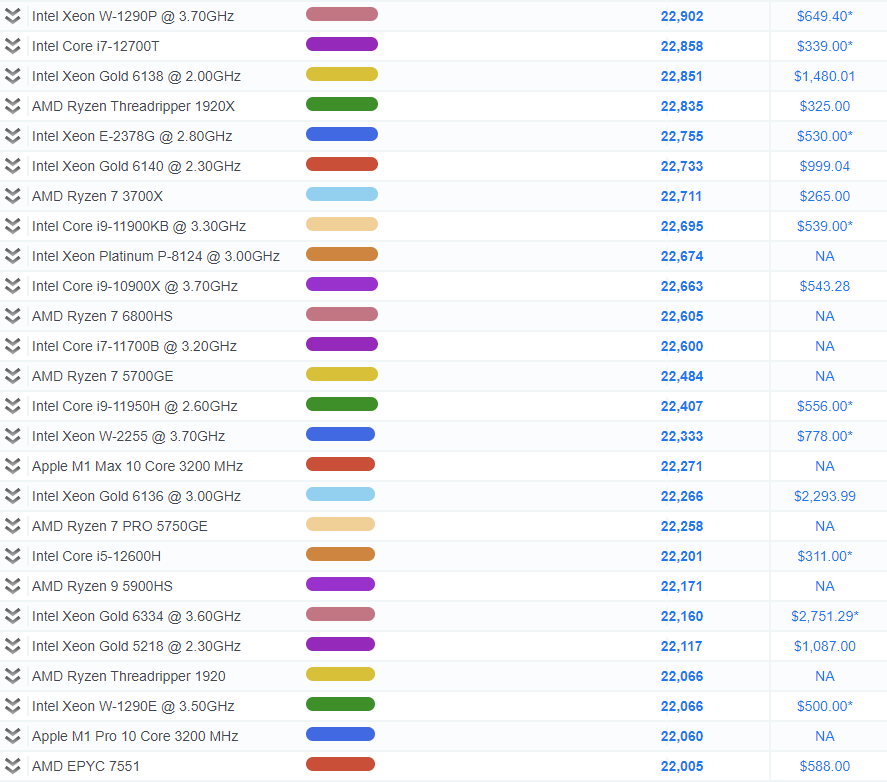 Intel Xeon W-1290P @ 3.70GHz 22,902 $649.40*
Intel Core i7-12700T 22,858 $339.00*
Intel Xeon Gold 6138 @ 2.00GHz 22,851 $1,480.01
AMD Ryzen Threadripper 1920X 22,835 $325.00
Intel Xeon E-2378G @ 2.80GHz 22,755 $530.00*
Intel Xeon Gold 6140 @ 2.30GHz 22,733 $999.04
AMD Ryzen 7 3700X 22,711 $265.00
Intel Core i9-11900KB @ 3.30GHz 22,695 $539.00*
Intel Xeon Platinum P-8124 @ 3.00GHz 22,674 NA
Intel Core i9-10900X @ 3.70GHz 22,663 $543.28
AMD Ryzen 7 6800HS 22,605 NA
Intel Core i7-11700B @ 3.20GHz 22,600 NA
AMD Ryzen 7 5700GE 22,484 NA
Intel Core i9-11950H @ 2.60GHz 22,407 $556.00*
Intel Xeon W-2255 @ 3.70GHz 22,333 $778.00*
Apple M1 Max 10 Core 3200 MHz 22,271 NA
Intel Xeon Gold 6136 @ 3.00GHz 22,266 $2,293.99
AMD Ryzen 7 PRO 5750GE 22,258 NA
Intel Core i5-12600H 22,201 $311.00*
AMD Ryzen 9 5900HS 22,171 NA
Intel Xeon Gold 6334 @ 3.60GHz 22,160 $2,751.29*
Intel Xeon Gold 5218 @ 2.30GHz 22,117 $1,087.00
AMD Ryzen Threadripper 1920 22,066 NA
Intel Xeon W-1290E @ 3.50GHz 22,066 $500.00*
Apple M1 Pro 10 Core 3200 MHz 22,060 NA
AMD EPYC 7551 22,005 $588.00